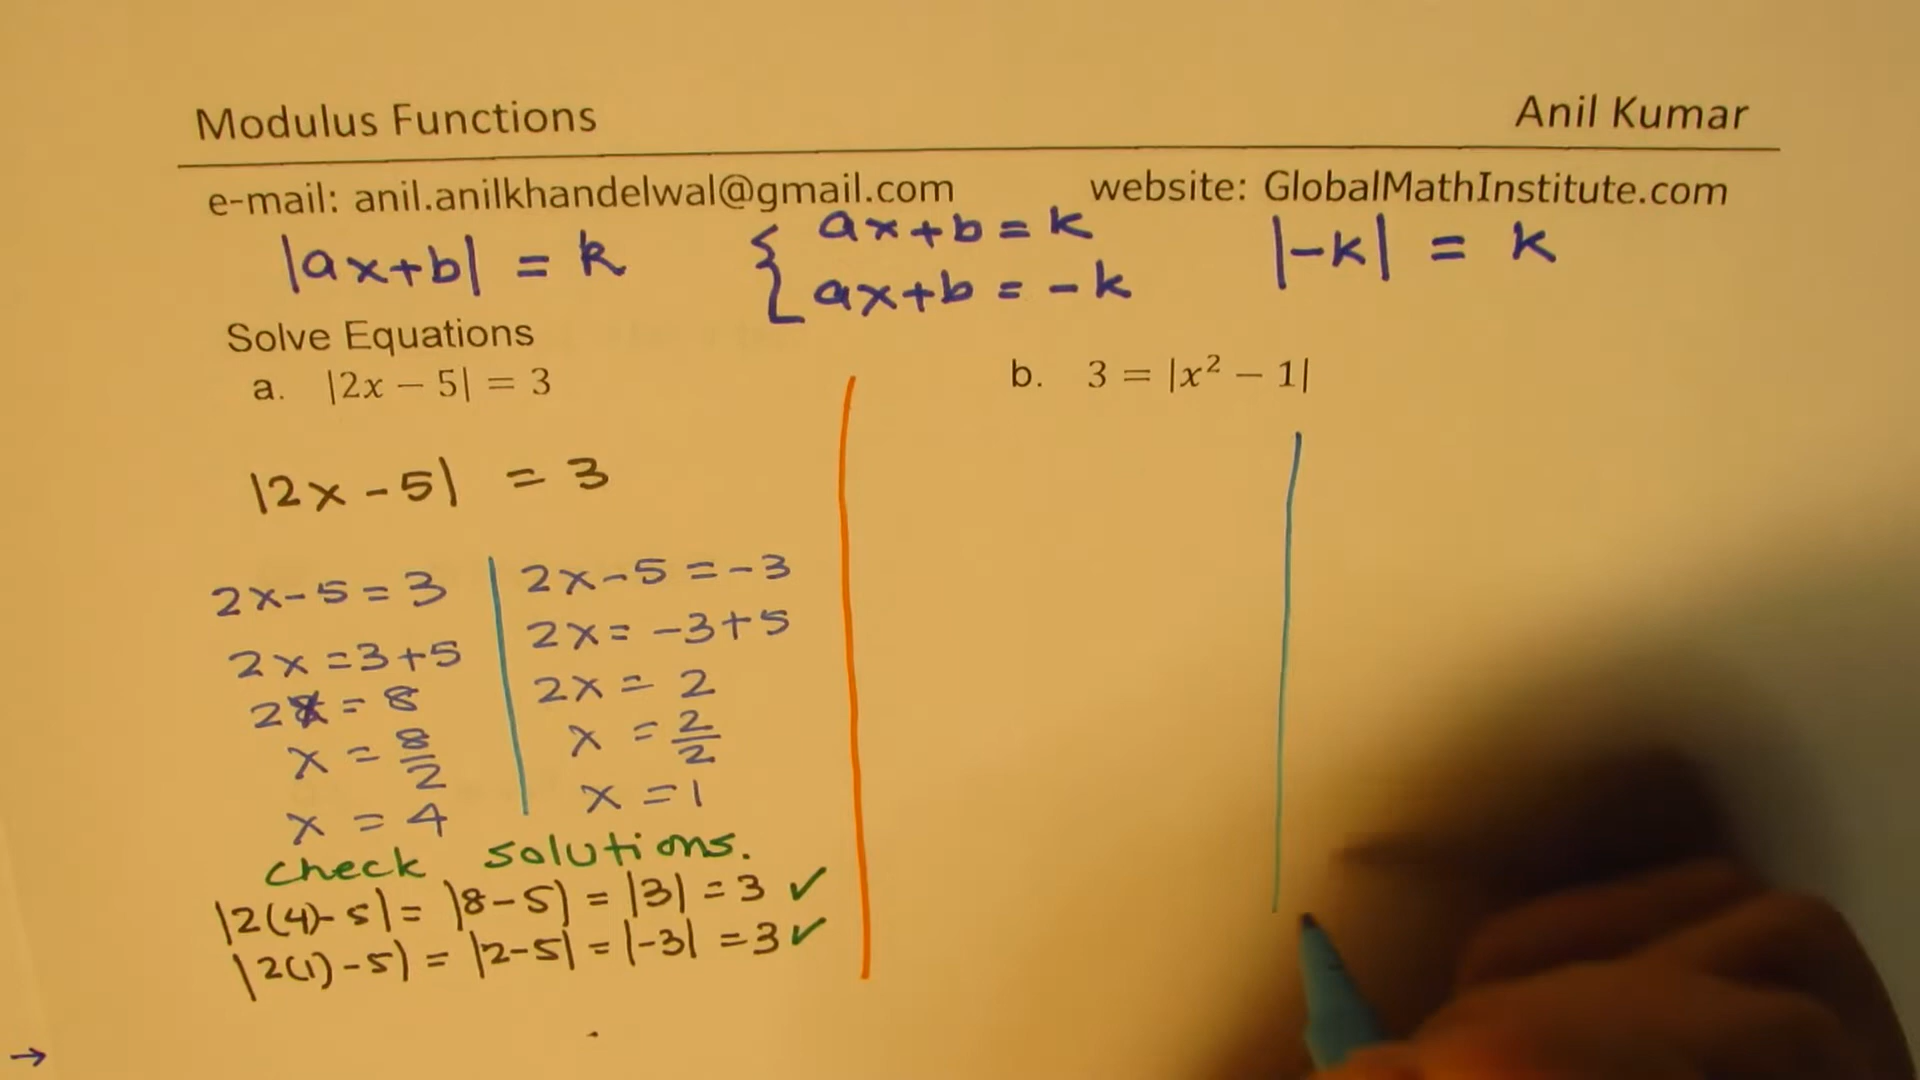 Modulus Functions Anil Kumar
e-mail: anil.anilkhandelwal@gmail.com website: GlobalMathInstitute.com
|ax+b| = k { ax+b = k |-k| = k
ax+b = -k
Solve Equations
a. |2x − 5| = 3 b. 3 = |x² − 1|
|2x - 5| = 3
2x-5 = 3 2x-5 = -3
2x = 3+5 2x = -3+5
2x = 8 2x = 2
x = 8/2 x = 2/2
x = 4 x = 1
check solutions.
|2(4)-5| = |8-5| = |3| = 3 ✓
|2(1)-5| = |2-5| = |-3| = 3 ✓
→